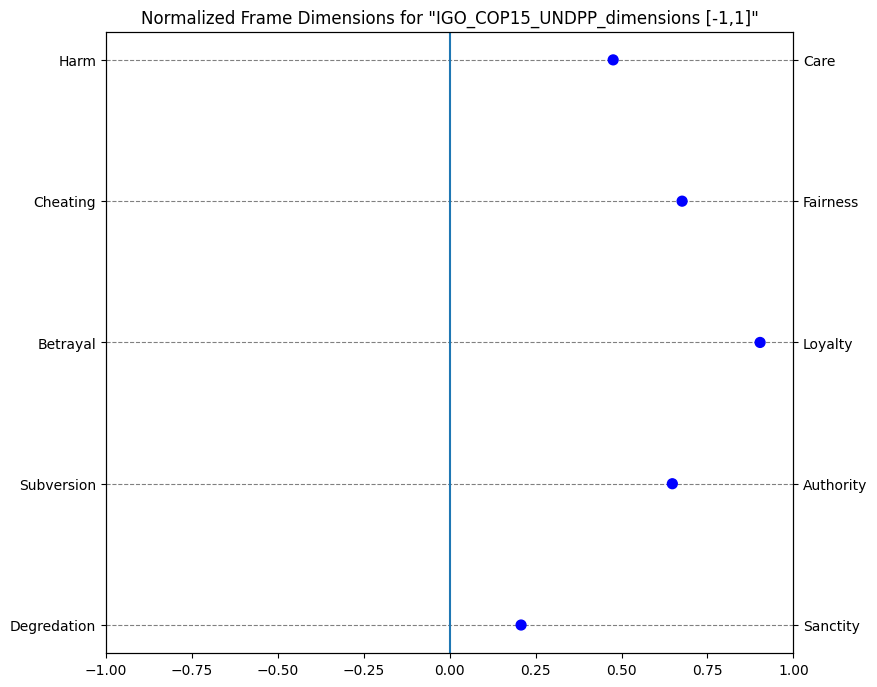 Normalized Frame Dimensions for "IGO_COP15_UNDPP_dimensions [-1,1]"
Harm Care
Cheating Fairness
Betrayal Loyalty
Subversion Authority
Degredation Sanctity
−1.00 −0.75 −0.50 −0.25 0.00 0.25 0.50 0.75 1.00